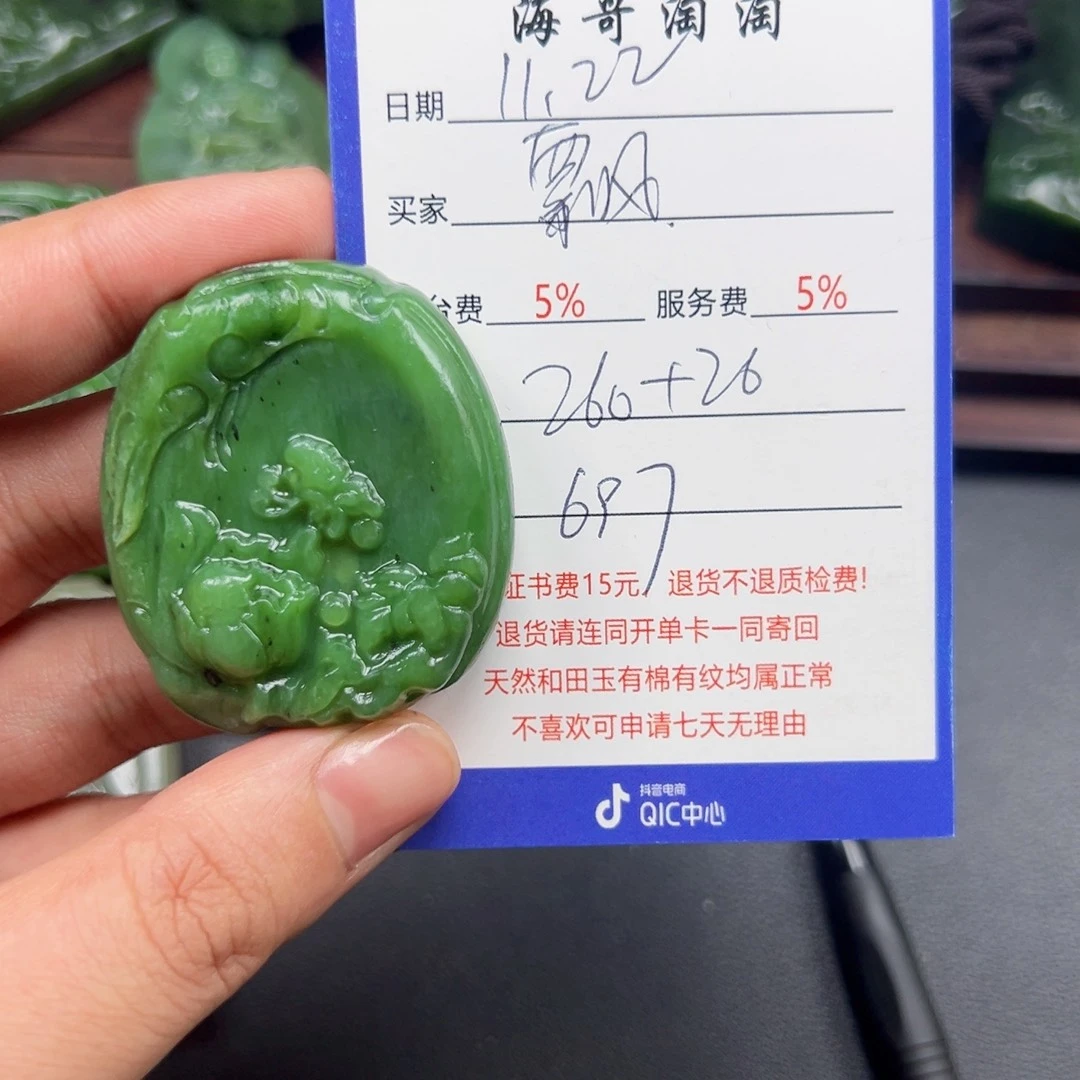 海哥淘淘
日期 11.22
买家 飘风
台费 5% 服务费 5%
260+26
697
证书费15元，退货不退质检费!
退货请连同开单卡一同寄回
天然和田玉有棉有纹均属正常
不喜欢可申请七天无理由
抖音电商
QIC中心